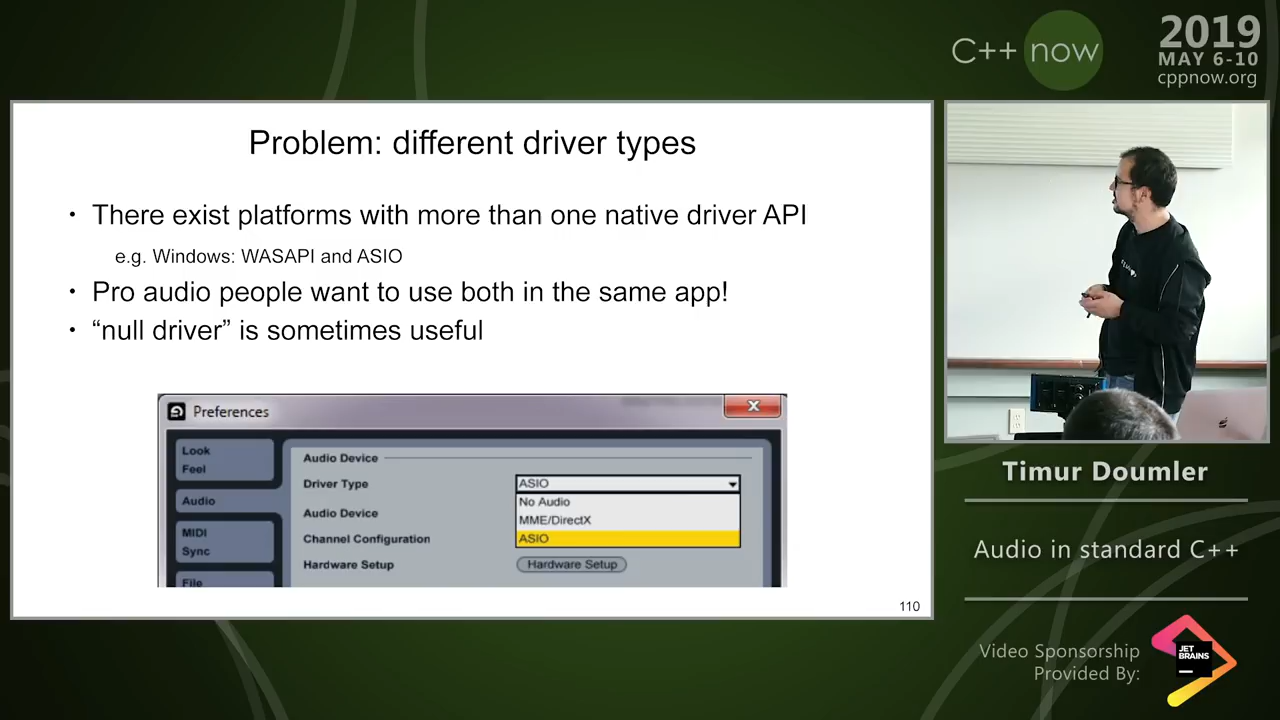 C++ now
2019
MAY 6-10
cppnow.org
Problem: different driver types
• There exist platforms with more than one native driver API
e.g. Windows: WASAPI and ASIO
• Pro audio people want to use both in the same app!
• “null driver” is sometimes useful
Preferences
Look
Feel
Audio
MIDI
Sync
File
Audio Device
Driver Type
ASIO
No Audio
MME/DirectX
ASIO
Audio Device
Channel Configuration
Hardware Setup
Hardware Setup
110
Timur Doumler
Audio in standard C++
Video Sponsorship
Provided By:
JET
BRAINS